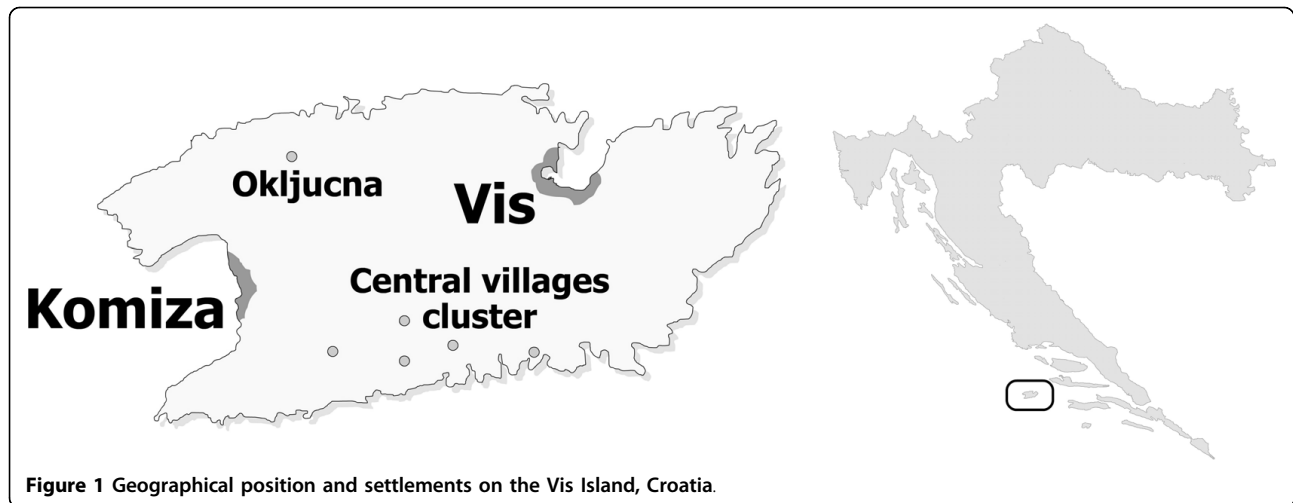 Okljucna
Vis
Komiza
Central villages
cluster
Figure 1 Geographical position and settlements on the Vis Island, Croatia.